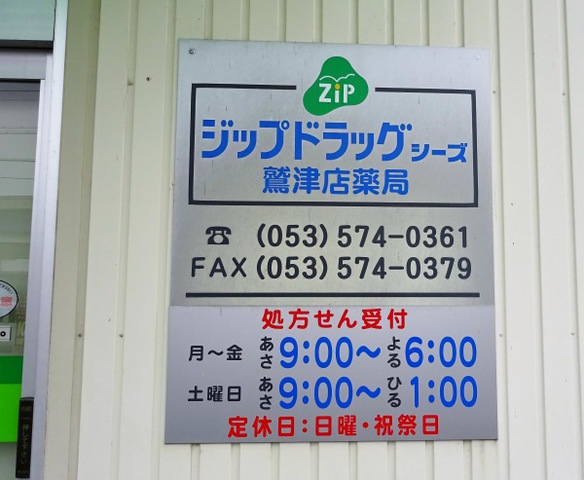 ZiP
ジップドラッグシーズ
鷲津店薬局
☎ (053) 574-0361
FAX (053) 574-0379
処方せん受付
月〜金 あさ 9:00〜よる 6:00
土曜日 あさ 9:00〜ひる 1:00
定休日:日曜・祝祭日